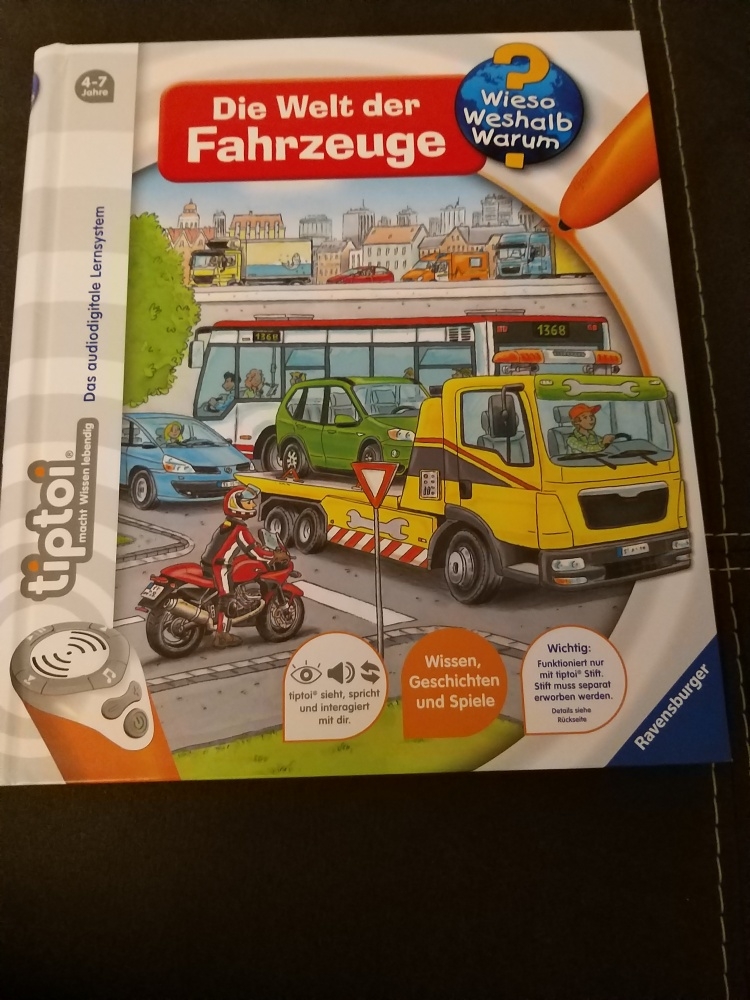 4-7
Jahre
Die Welt der
Fahrzeuge
?
Wieso
Weshalb
Warum
Das audiodigitale Lernsystem
tiptoi®
macht Wissen lebendig
1368
1368
tiptoi® sieht, spricht
und interagiert
mit dir.
Wissen,
Geschichten
und Spiele
Wichtig:
Funktioniert nur
mit tiptoi® Stift.
Stift muss separat
erworben werden.
Details siehe
Rückseite
Ravensburger